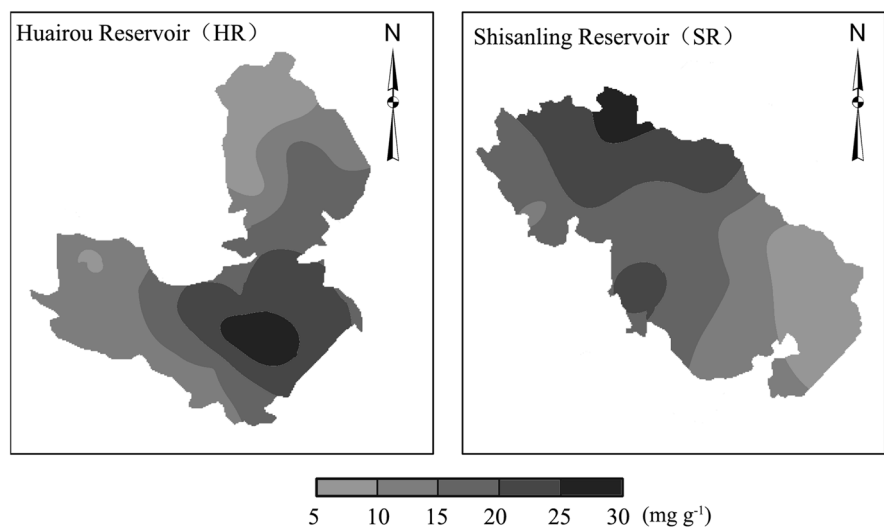 Huairou Reservoir（HR）
N
Shisanling Reservoir（SR）
N
5 10 15 20 25 30 (mg g⁻¹)